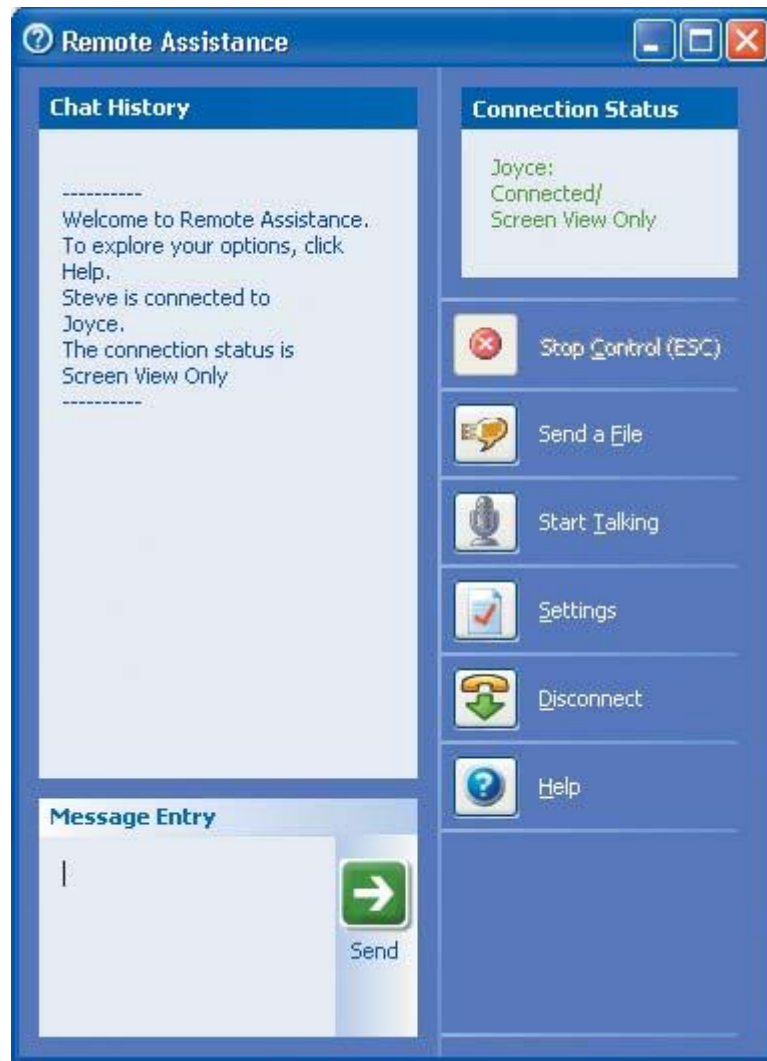 Remote Assistance
Chat History
----------
Welcome to Remote Assistance.
To explore your options, click
Help.
Steve is connected to
Joyce.
The connection status is
Screen View Only
----------
Message Entry
Send
Connection Status
Joyce:
Connected/
Screen View Only
Stop Control (ESC)
Send a File
Start Talking
Settings
Disconnect
Help